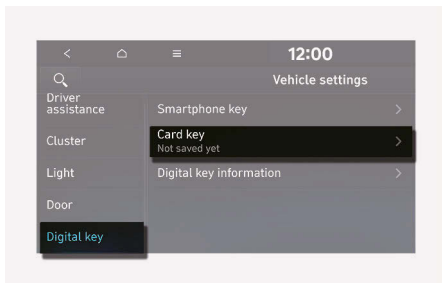 12:00
Vehicle settings
Driver
assistance
Cluster
Light
Door
Digital key
Smartphone key
Card key
Not saved yet
Digital key information